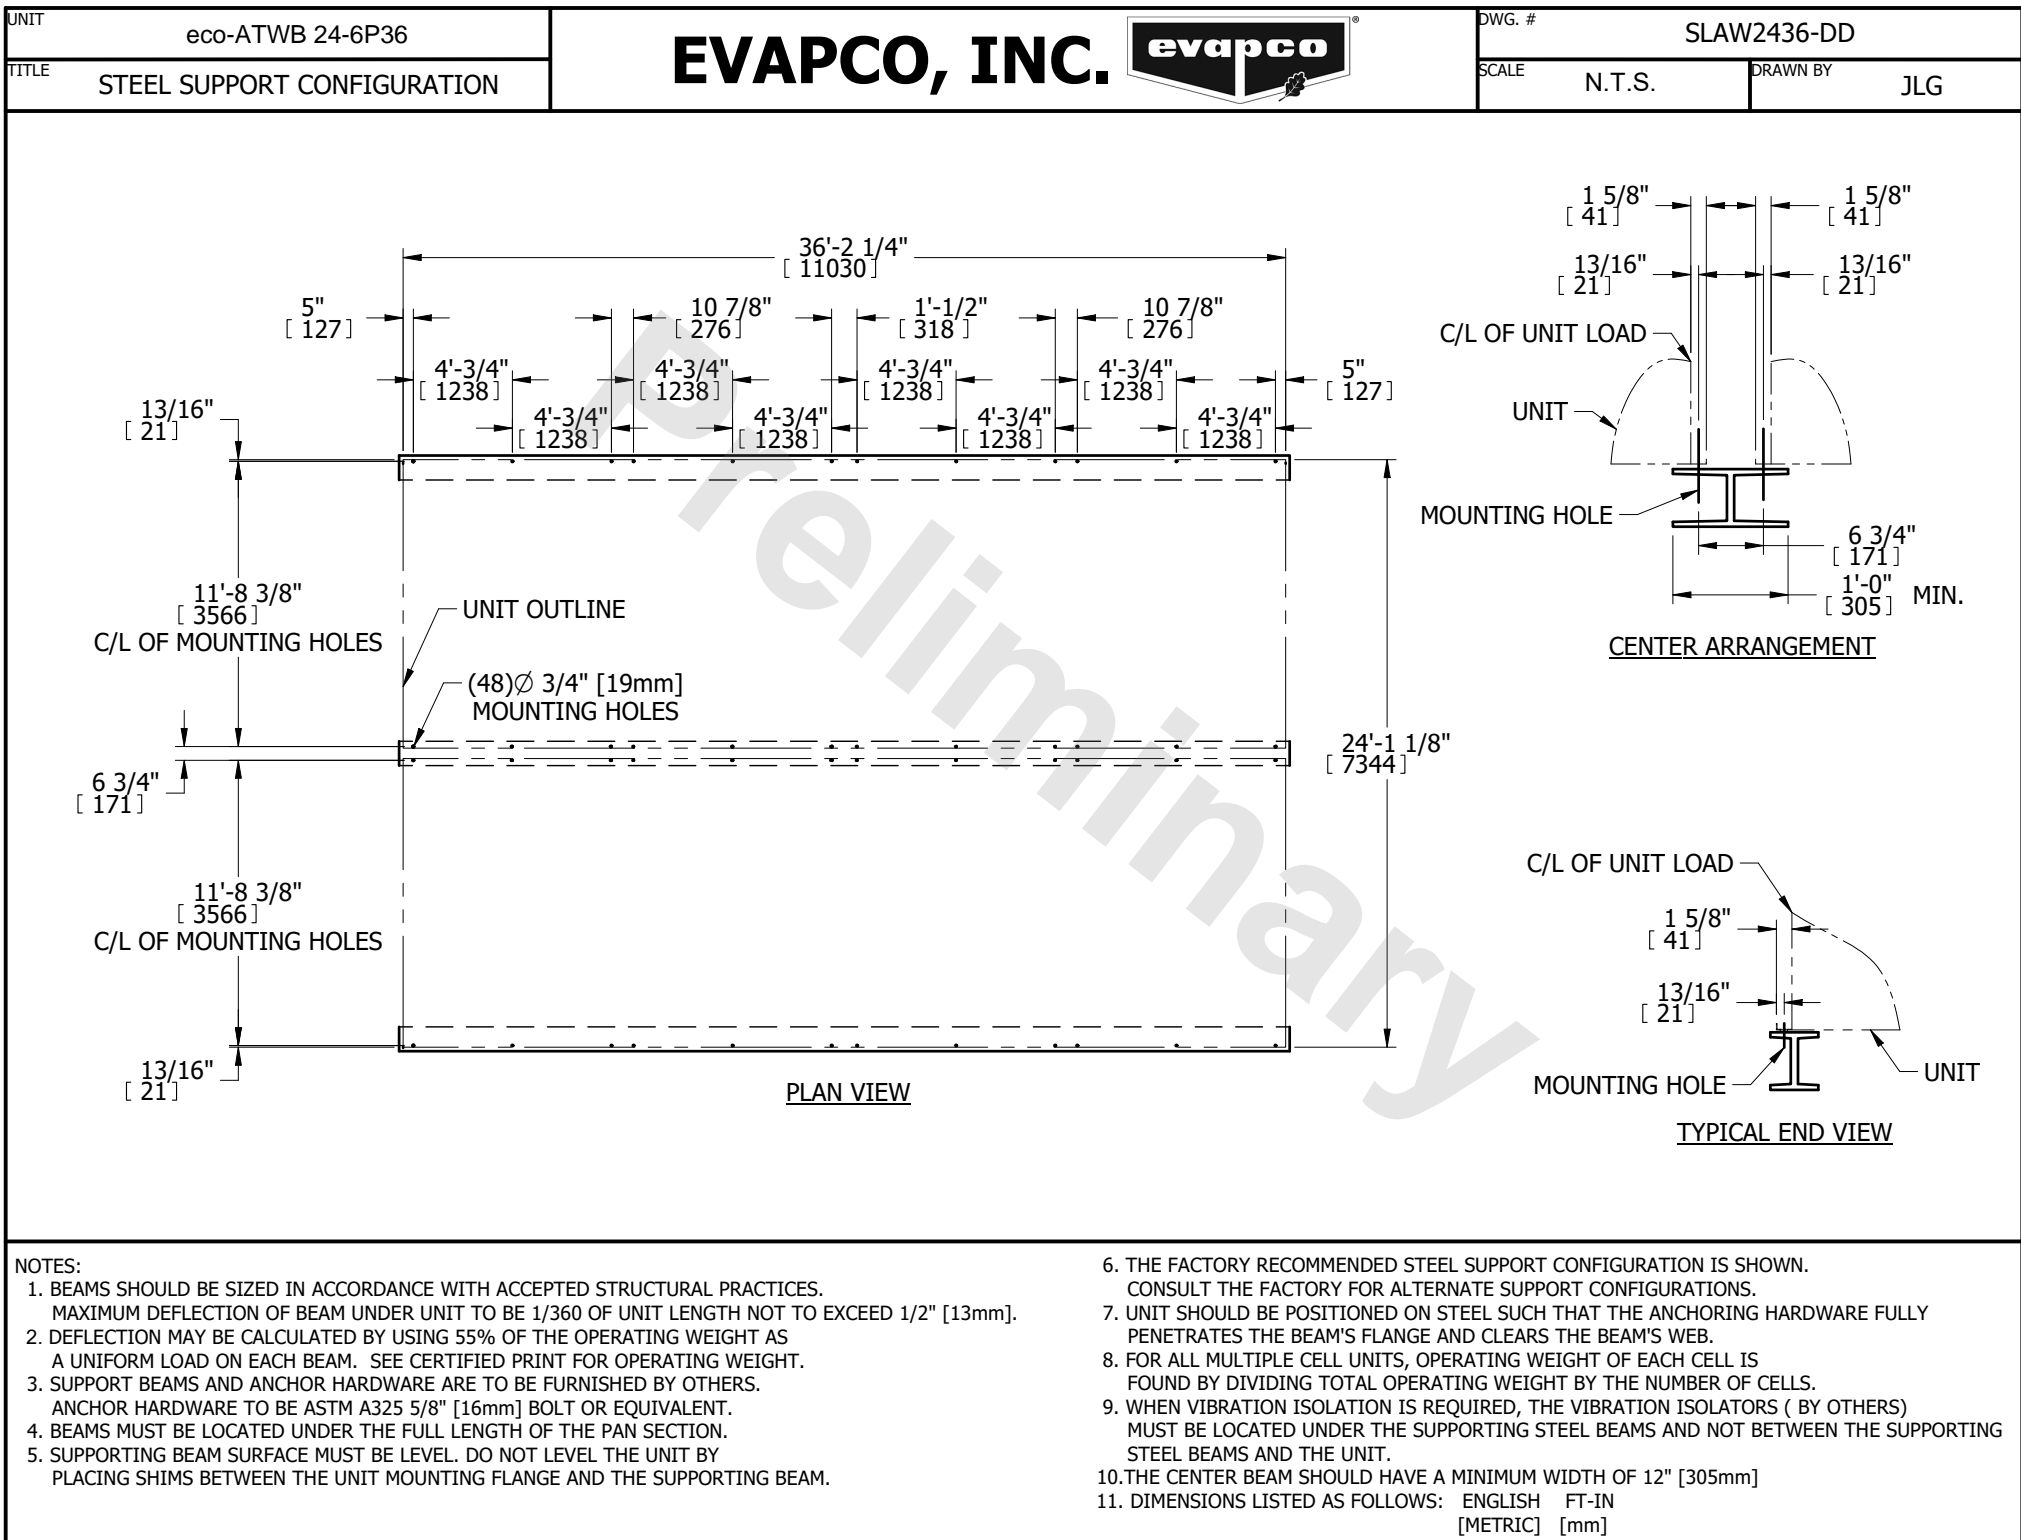 UNIT
eco-ATWB 24-6P36
TITLE
STEEL SUPPORT CONFIGURATION
EVAPCO, INC.
evapco
®
DWG. #
SLAW2436-DD
SCALE
N.T.S.
DRAWN BY
JLG
36'-2 1/4"
[ 11030 ]
5"
[ 127 ]
10 7/8"
[ 276 ]
1'-1/2"
[ 318 ]
10 7/8"
[ 276 ]
4'-3/4"
[ 1238 ]
4'-3/4"
[ 1238 ]
4'-3/4"
[ 1238 ]
4'-3/4"
[ 1238 ]
5"
[ 127 ]
4'-3/4"
[ 1238 ]
4'-3/4"
[ 1238 ]
4'-3/4"
[ 1238 ]
4'-3/4"
[ 1238 ]
13/16"
[ 21 ]
11'-8 3/8"
[ 3566 ]
C/L OF MOUNTING HOLES
UNIT OUTLINE
(48)Ø 3/4" [19mm]
MOUNTING HOLES
6 3/4"
[ 171 ]
24'-1 1/8"
[ 7344 ]
11'-8 3/8"
[ 3566 ]
C/L OF MOUNTING HOLES
13/16"
[ 21 ]
PLAN VIEW
Preliminary
1 5/8"
[ 41 ]
1 5/8"
[ 41 ]
13/16"
[ 21 ]
13/16"
[ 21 ]
C/L OF UNIT LOAD
UNIT
MOUNTING HOLE
6 3/4"
[ 171 ]
1'-0"
[ 305 ] MIN.
CENTER ARRANGEMENT
C/L OF UNIT LOAD
1 5/8"
[ 41 ]
13/16"
[ 21 ]
MOUNTING HOLE
UNIT
TYPICAL END VIEW
NOTES:
1. BEAMS SHOULD BE SIZED IN ACCORDANCE WITH ACCEPTED STRUCTURAL PRACTICES.
MAXIMUM DEFLECTION OF BEAM UNDER UNIT TO BE 1/360 OF UNIT LENGTH NOT TO EXCEED 1/2" [13mm].
2. DEFLECTION MAY BE CALCULATED BY USING 55% OF THE OPERATING WEIGHT AS
A UNIFORM LOAD ON EACH BEAM. SEE CERTIFIED PRINT FOR OPERATING WEIGHT.
3. SUPPORT BEAMS AND ANCHOR HARDWARE ARE TO BE FURNISHED BY OTHERS.
ANCHOR HARDWARE TO BE ASTM A325 5/8" [16mm] BOLT OR EQUIVALENT.
4. BEAMS MUST BE LOCATED UNDER THE FULL LENGTH OF THE PAN SECTION.
5. SUPPORTING BEAM SURFACE MUST BE LEVEL. DO NOT LEVEL THE UNIT BY
PLACING SHIMS BETWEEN THE UNIT MOUNTING FLANGE AND THE SUPPORTING BEAM.
6. THE FACTORY RECOMMENDED STEEL SUPPORT CONFIGURATION IS SHOWN.
CONSULT THE FACTORY FOR ALTERNATE SUPPORT CONFIGURATIONS.
7. UNIT SHOULD BE POSITIONED ON STEEL SUCH THAT THE ANCHORING HARDWARE FULLY
PENETRATES THE BEAM'S FLANGE AND CLEARS THE BEAM'S WEB.
8. FOR ALL MULTIPLE CELL UNITS, OPERATING WEIGHT OF EACH CELL IS
FOUND BY DIVIDING TOTAL OPERATING WEIGHT BY THE NUMBER OF CELLS.
9. WHEN VIBRATION ISOLATION IS REQUIRED, THE VIBRATION ISOLATORS ( BY OTHERS)
MUST BE LOCATED UNDER THE SUPPORTING STEEL BEAMS AND NOT BETWEEN THE SUPPORTING
STEEL BEAMS AND THE UNIT.
10.THE CENTER BEAM SHOULD HAVE A MINIMUM WIDTH OF 12" [305mm]
11. DIMENSIONS LISTED AS FOLLOWS: ENGLISH FT-IN
[METRIC] [mm]